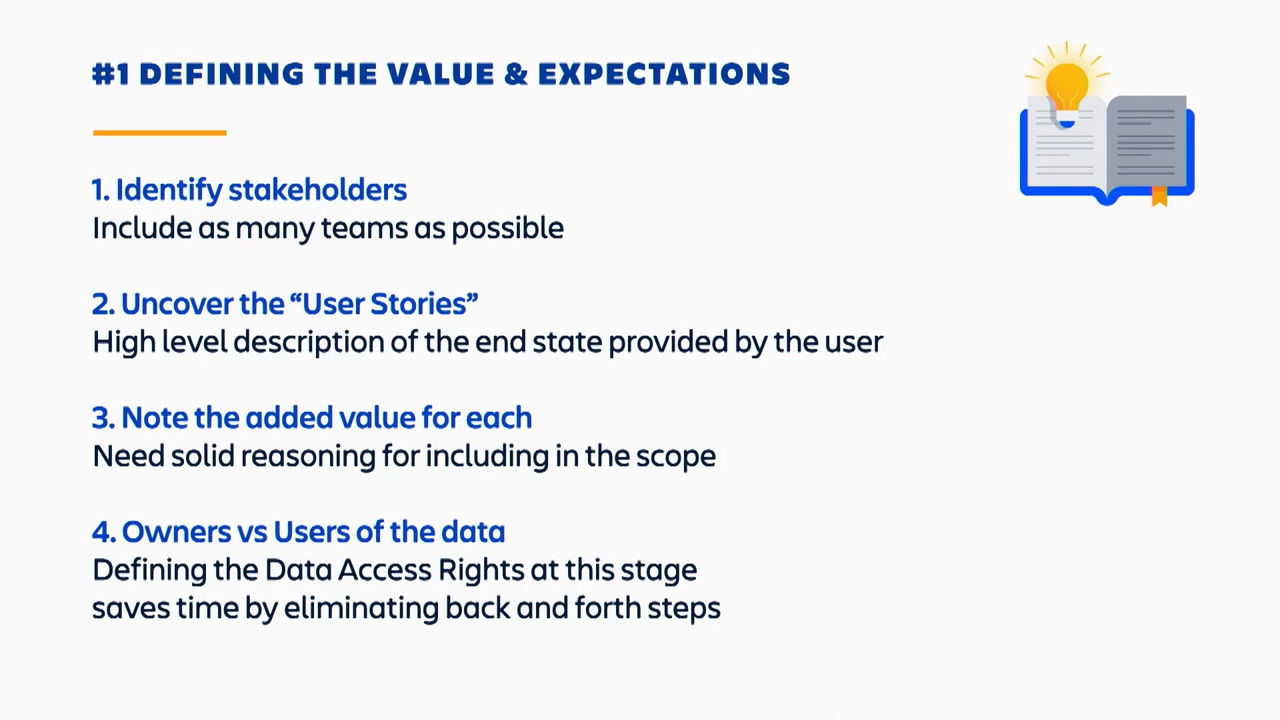 #1 DEFINING THE VALUE & EXPECTATIONS
1. Identify stakeholders
Include as many teams as possible
2. Uncover the “User Stories”
High level description of the end state provided by the user
3. Note the added value for each
Need solid reasoning for including in the scope
4. Owners vs Users of the data
Defining the Data Access Rights at this stage
saves time by eliminating back and forth steps